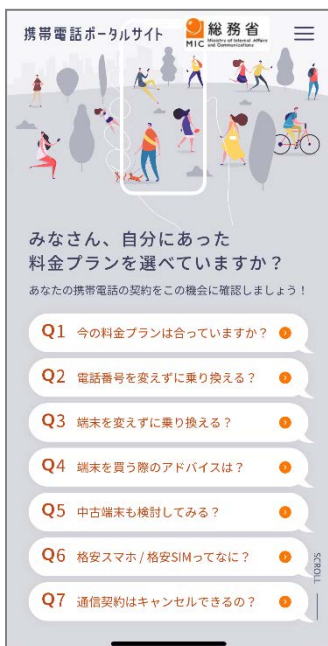 携帯電話ポータルサイト
総務省
MIC Ministry of Internal Affairs and Communications
みなさん、自分にあった
料金プランを選べていますか？
あなたの携帯電話の契約をこの機会に確認しましょう！
Q1 今の料金プランは合っていますか？
Q2 電話番号を変えずに乗り換える？
Q3 端末を変えずに乗り換える？
Q4 端末を買う際のアドバイスは？
Q5 中古端末も検討してみる？
Q6 格安スマホ / 格安SIMってなに？
Q7 通信契約はキャンセルできるの？
SCROLL